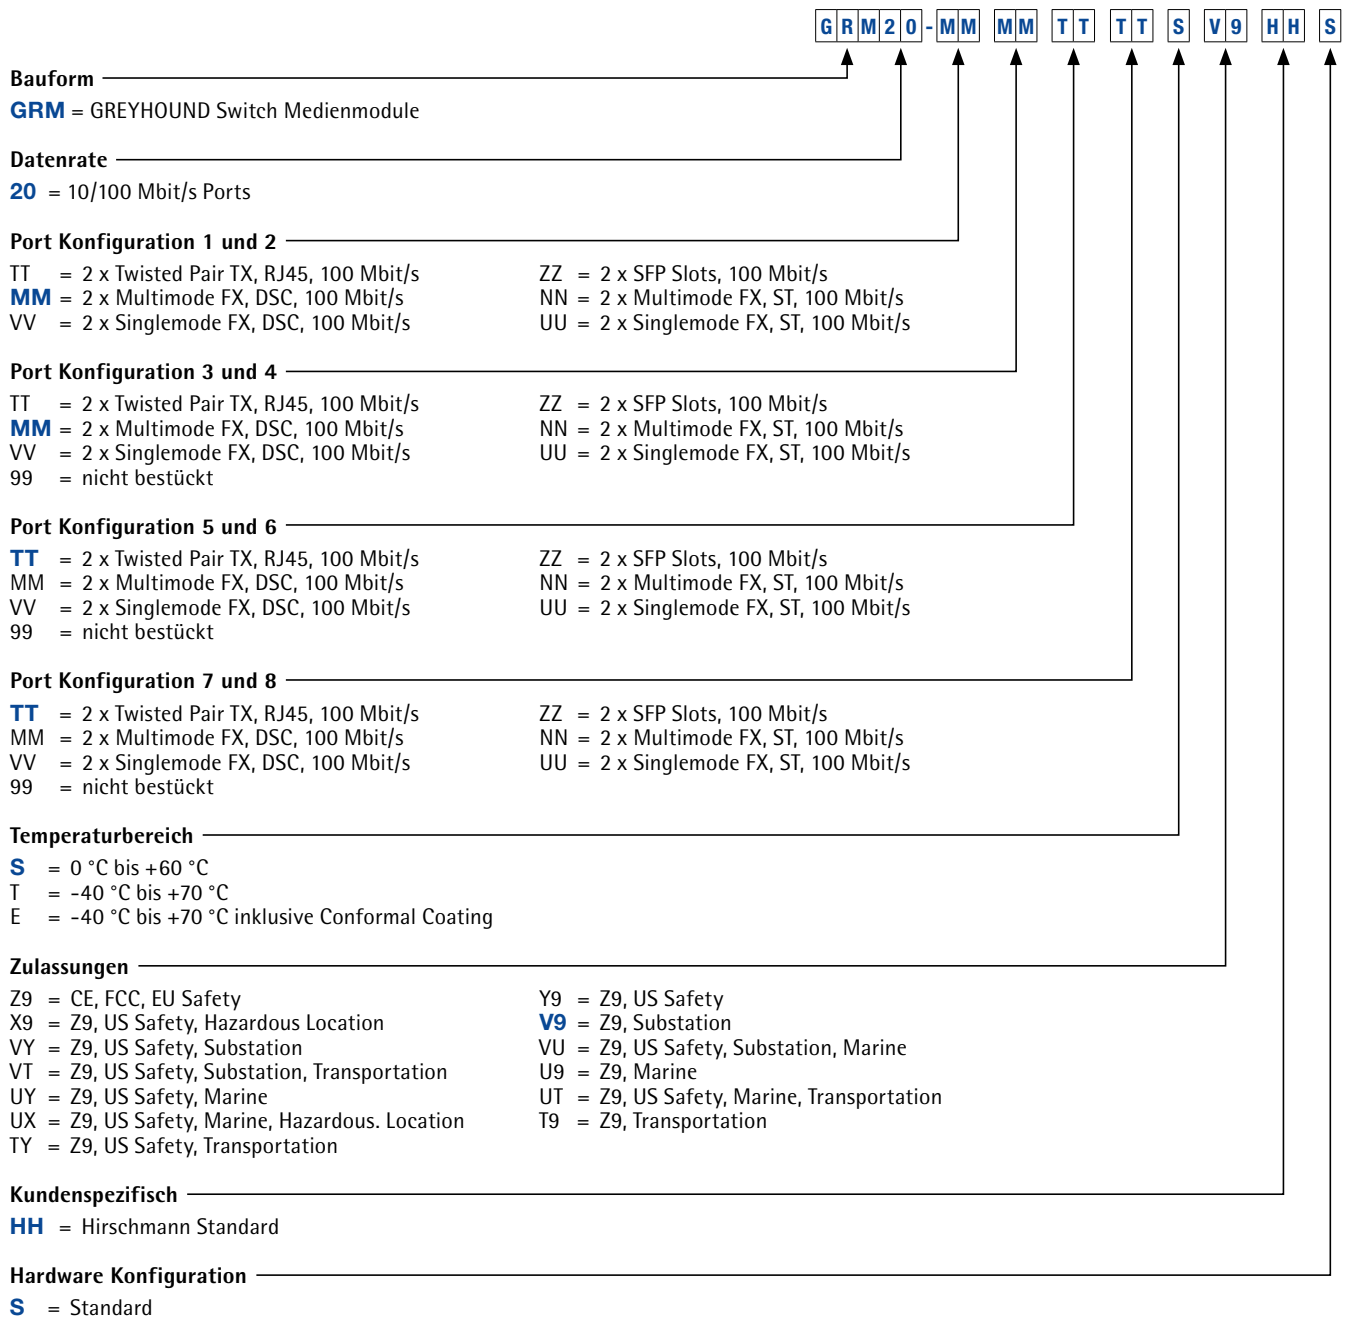 GRM20-MM MM TT TT S V9 HH S
Bauform
GRM = GREYHOUND Switch Medienmodule
Datenrate
20 = 10/100 Mbit/s Ports
Port Konfiguration 1 und 2
TT = 2 x Twisted Pair TX, RJ45, 100 Mbit/s ZZ = 2 x SFP Slots, 100 Mbit/s
MM = 2 x Multimode FX, DSC, 100 Mbit/s NN = 2 x Multimode FX, ST, 100 Mbit/s
VV = 2 x Singlemode FX, DSC, 100 Mbit/s UU = 2 x Singlemode FX, ST, 100 Mbit/s
Port Konfiguration 3 und 4
TT = 2 x Twisted Pair TX, RJ45, 100 Mbit/s ZZ = 2 x SFP Slots, 100 Mbit/s
MM = 2 x Multimode FX, DSC, 100 Mbit/s NN = 2 x Multimode FX, ST, 100 Mbit/s
VV = 2 x Singlemode FX, DSC, 100 Mbit/s UU = 2 x Singlemode FX, ST, 100 Mbit/s
99 = nicht bestückt
Port Konfiguration 5 und 6
TT = 2 x Twisted Pair TX, RJ45, 100 Mbit/s ZZ = 2 x SFP Slots, 100 Mbit/s
MM = 2 x Multimode FX, DSC, 100 Mbit/s NN = 2 x Multimode FX, ST, 100 Mbit/s
VV = 2 x Singlemode FX, DSC, 100 Mbit/s UU = 2 x Singlemode FX, ST, 100 Mbit/s
99 = nicht bestückt
Port Konfiguration 7 und 8
TT = 2 x Twisted Pair TX, RJ45, 100 Mbit/s ZZ = 2 x SFP Slots, 100 Mbit/s
MM = 2 x Multimode FX, DSC, 100 Mbit/s NN = 2 x Multimode FX, ST, 100 Mbit/s
VV = 2 x Singlemode FX, DSC, 100 Mbit/s UU = 2 x Singlemode FX, ST, 100 Mbit/s
99 = nicht bestückt
Temperaturbereich
S = 0 °C bis +60 °C
T = -40 °C bis +70 °C
E = -40 °C bis +70 °C inklusive Conformal Coating
Zulassungen
Z9 = CE, FCC, EU Safety Y9 = Z9, US Safety
X9 = Z9, US Safety, Hazardous Location V9 = Z9, Substation
VY = Z9, US Safety, Substation VU = Z9, US Safety, Substation, Marine
VT = Z9, US Safety, Substation, Transportation U9 = Z9, Marine
UY = Z9, US Safety, Marine UT = Z9, US Safety, Marine, Transportation
UX = Z9, US Safety, Marine, Hazardous. Location T9 = Z9, Transportation
TY = Z9, US Safety, Transportation
Kundenspezifisch
HH = Hirschmann Standard
Hardware Konfiguration
S = Standard